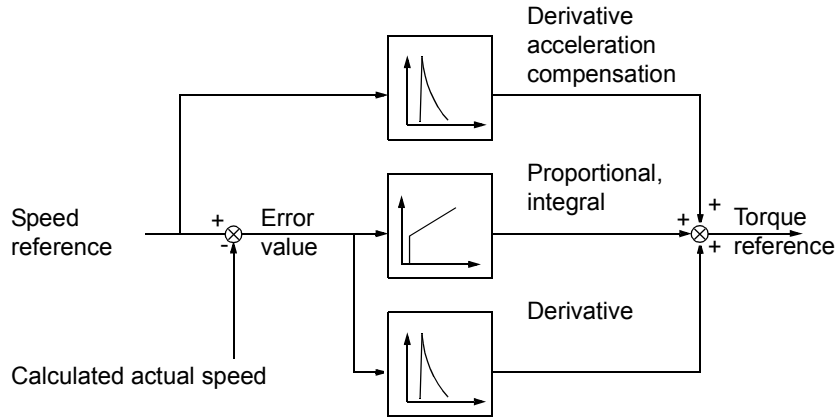 Derivative
acceleration
compensation
Proportional,
integral
+
+
+
Speed
reference
+
-
Error
value
Torque
reference
Derivative
Calculated actual speed